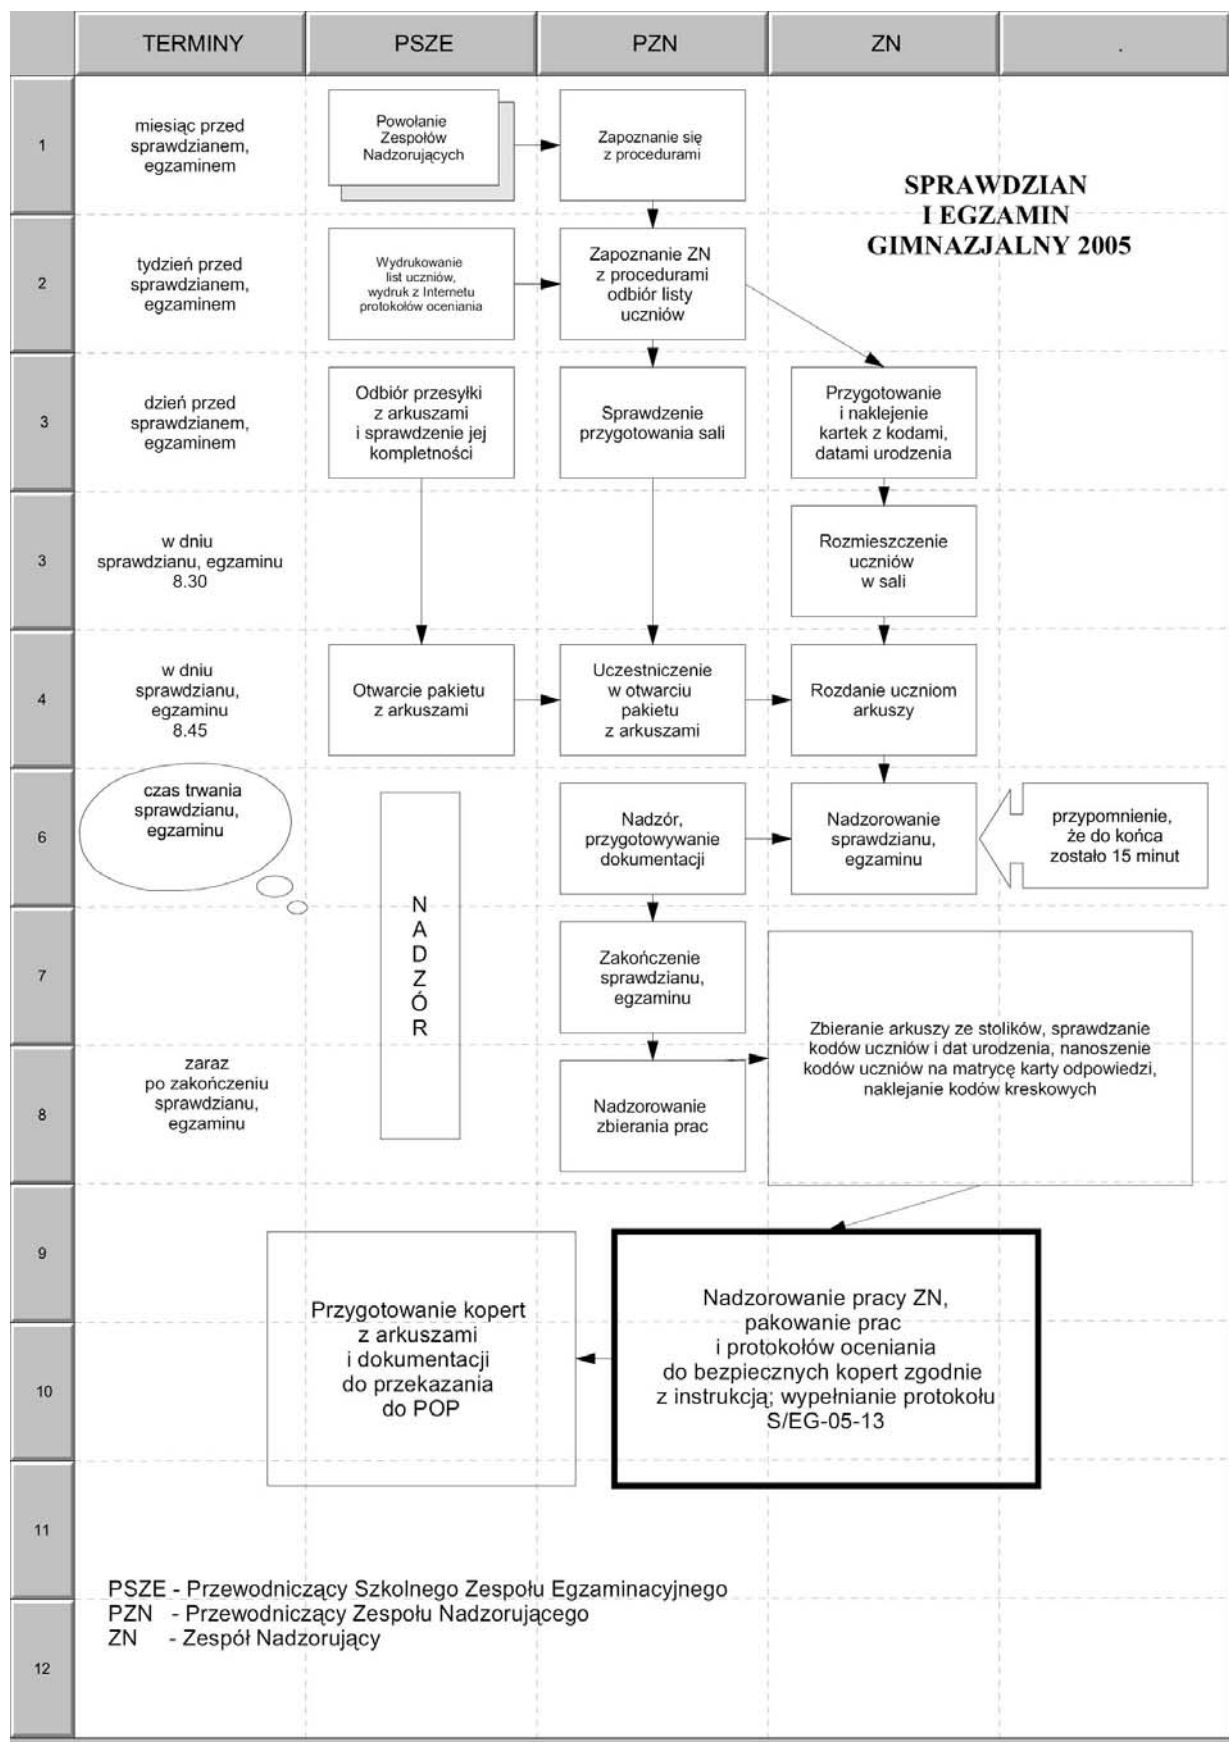 TERMINY
PSZE
PZN
ZN
.
1
miesiąc przed
sprawdzianem,
egzaminem
Powołanie
Zespołów
Nadzorujących
Zapoznanie się
z procedurami
SPRAWDZIAN
I EGZAMIN
GIMNAZJALNY 2005
2
tydzień przed
sprawdzianem,
egzaminem
Wydrukowanie
list uczniów,
wydruk z Internetu
protokołów oceniania
Zapoznanie ZN
z procedurami
odbiór listy
uczniów
3
dzień przed
sprawdzianem,
egzaminem
Odbiór przesyłki
z arkuszami
i sprawdzenie jej
kompletności
Sprawdzenie
przygotowania sali
Przygotowanie
i naklejenie
kartek z kodami,
datami urodzenia
3
w dniu
sprawdzianu, egzaminu
8.30
Rozmieszczenie
uczniów
w sali
4
w dniu
sprawdzianu,
egzaminu
8.45
Otwarcie pakietu
z arkuszami
Uczestniczenie
w otwarciu
pakietu
z arkuszami
Rozdanie uczniom
arkuszy
6
czas trwania
sprawdzianu,
egzaminu
N
A
D
Z
Ó
R
Nadzór,
przygotowywanie
dokumentacji
Nadzorowanie
sprawdzianu,
egzaminu
przypomnienie,
że do końca
zostało 15 minut
7
Zakończenie
sprawdzianu,
egzaminu
Zbieranie arkuszy ze stolików, sprawdzanie
kodów uczniów i dat urodzenia, nanoszenie
kodów uczniów na matrycę karty odpowiedzi,
naklejanie kodów kreskowych
8
zaraz
po zakończeniu
sprawdzianu,
egzaminu
Nadzorowanie
zbierania prac
9
Przygotowanie kopert
z arkuszami
i dokumentacji
do przekazania
do POP
Nadzorowanie pracy ZN,
pakowanie prac
i protokołów oceniania
do bezpiecznych kopert zgodnie
z instrukcją; wypełnianie protokołu
S/EG-05-13
10
11
PSZE - Przewodniczący Szkolnego Zespołu Egzaminacyjnego
PZN - Przewodniczący Zespołu Nadzorującego
ZN - Zespół Nadzorujący
12